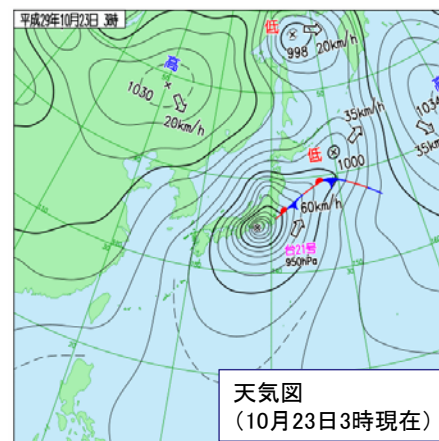 平成29年10月23日 3時
低
998 20km/h
高
1030
20km/h
35km/h
高
1034
35km/h
低
1000
60km/h
台21号
950hPa
天気図
（10月23日3時現在）